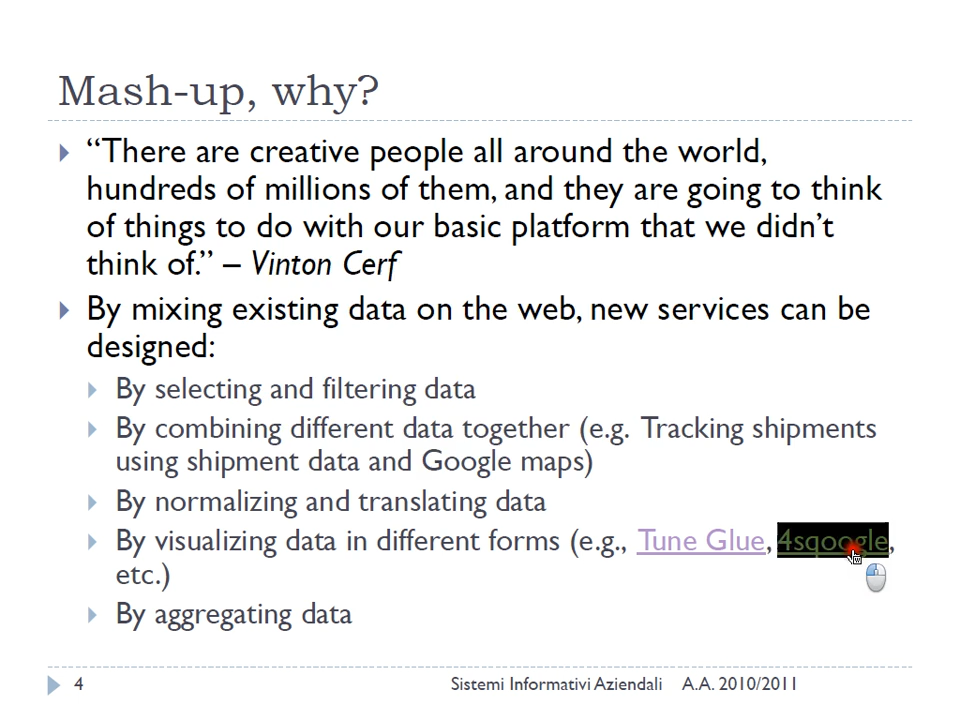 Mash-up, why?
“There are creative people all around the world,
hundreds of millions of them, and they are going to think
of things to do with our basic platform that we didn’t
think of.” – Vinton Cerf
By mixing existing data on the web, new services can be
designed:
By selecting and filtering data
By combining different data together (e.g. Tracking shipments
using shipment data and Google maps)
By normalizing and translating data
By visualizing data in different forms (e.g., Tune Glue, 4sqoogle,
etc.)
By aggregating data
4 Sistemi Informativi Aziendali A.A. 2010/2011